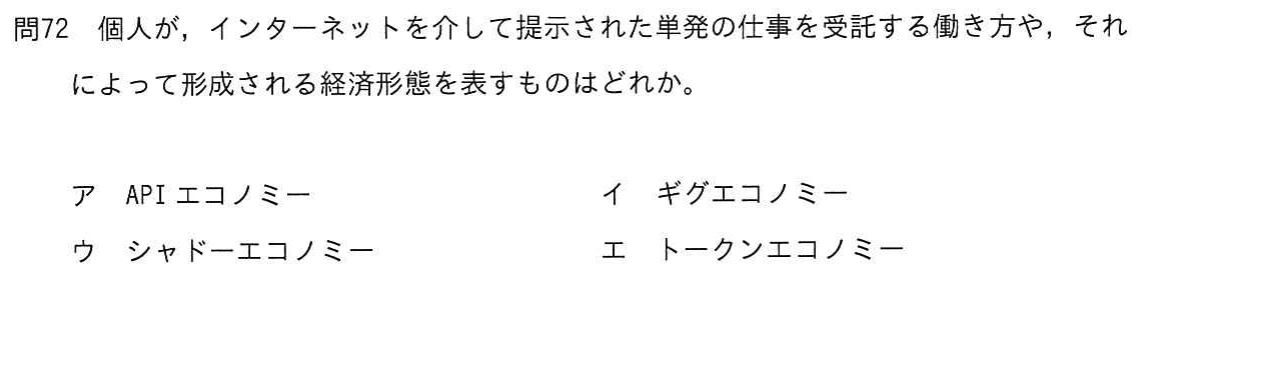 問72　個人が，インターネットを介して提示された単発の仕事を受託する働き方や，それ
によって形成される経済形態を表すものはどれか。
ア　APIエコノミー　　イ　ギグエコノミー
ウ　シャドーエコノミー　　エ　トークンエコノミー